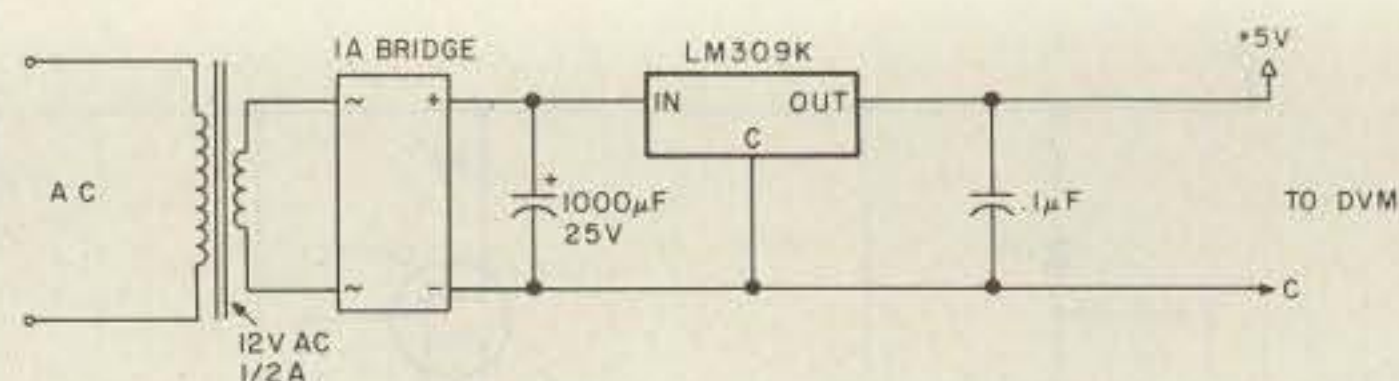 1A BRIDGE
LM309K
+5V
~
+
IN
OUT
C
AC
+
1000µF
25V
.1µF
TO DVM
~
−
C
12V AC
1/2A